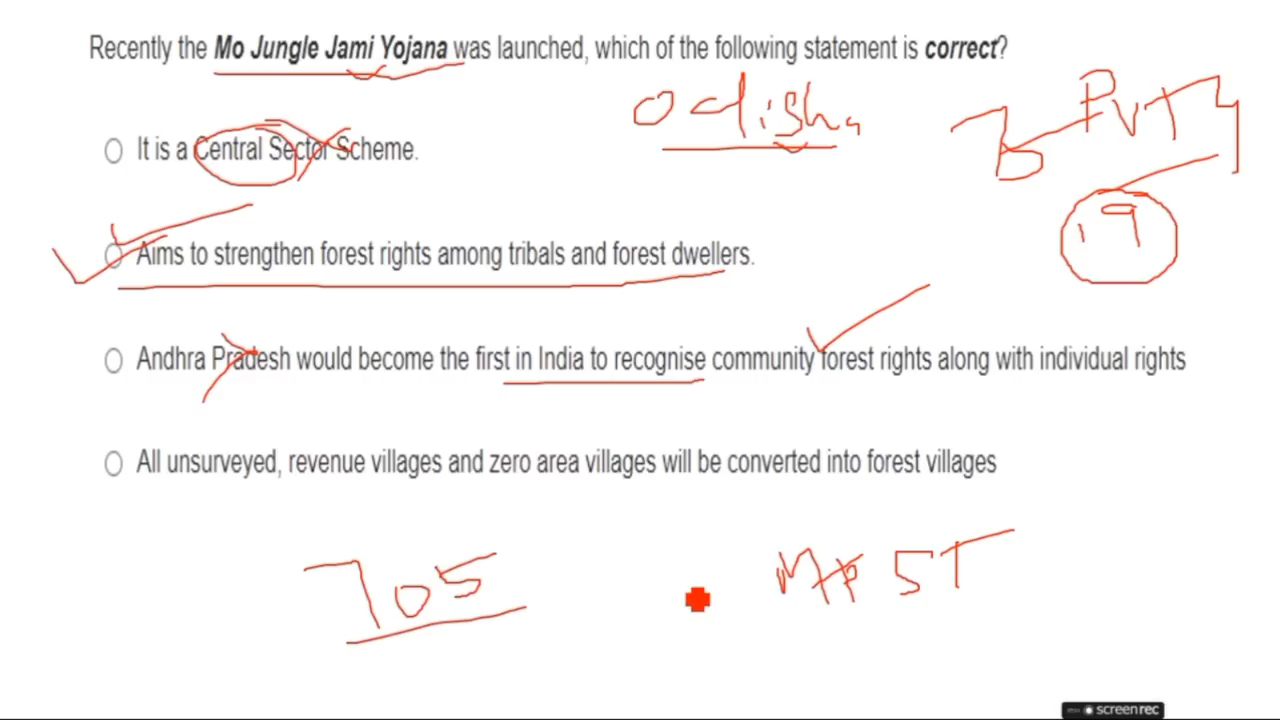 Recently the Mo Jungle Jami Yojana was launched, which of the following statement is correct?
Odisha
PVTG
13
It is a Central Sector Scheme.
19
Aims to strengthen forest rights among tribals and forest dwellers.
Andhra Pradesh would become the first in India to recognise community forest rights along with individual rights
All unsurveyed, revenue villages and zero area villages will be converted into forest villages
705
MP ST
screenrec